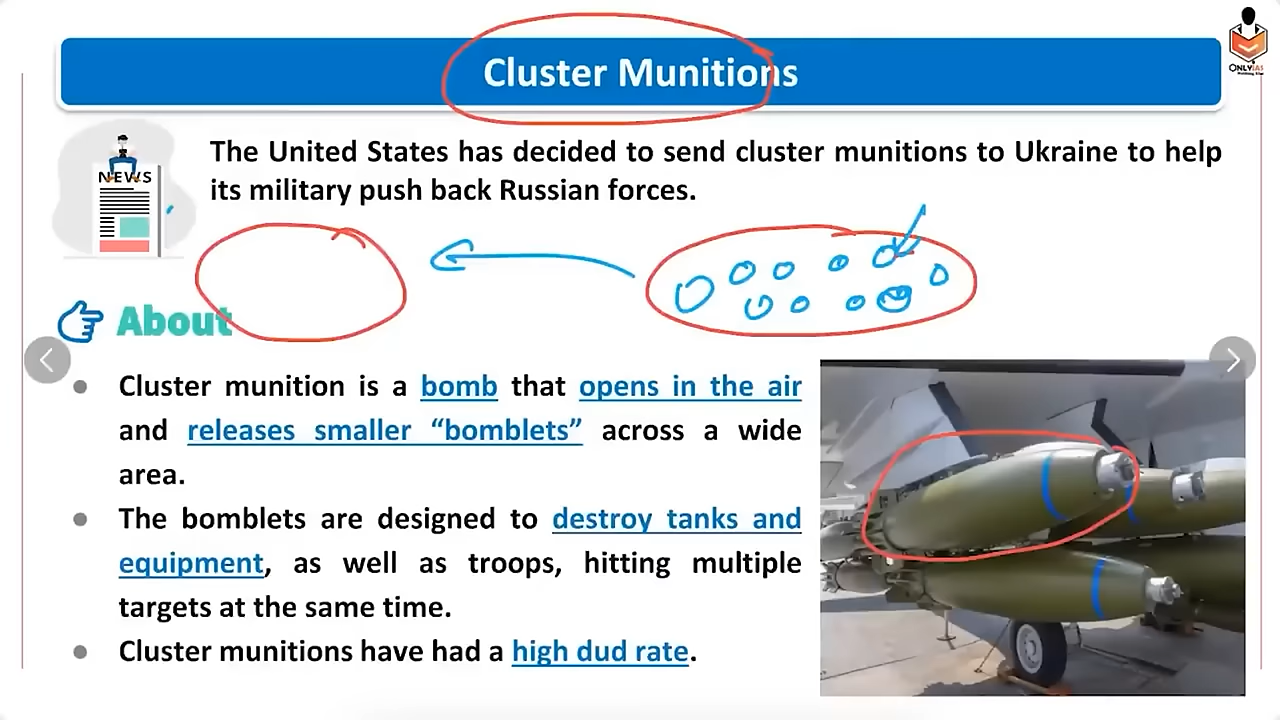 Cluster Munitions
ONLYIAS
NEWS
The United States has decided to send cluster munitions to Ukraine to help
its military push back Russian forces.
About
Cluster munition is a bomb that opens in the air
and releases smaller “bomblets” across a wide
area.
The bomblets are designed to destroy tanks and
equipment, as well as troops, hitting multiple
targets at the same time.
Cluster munitions have had a high dud rate.